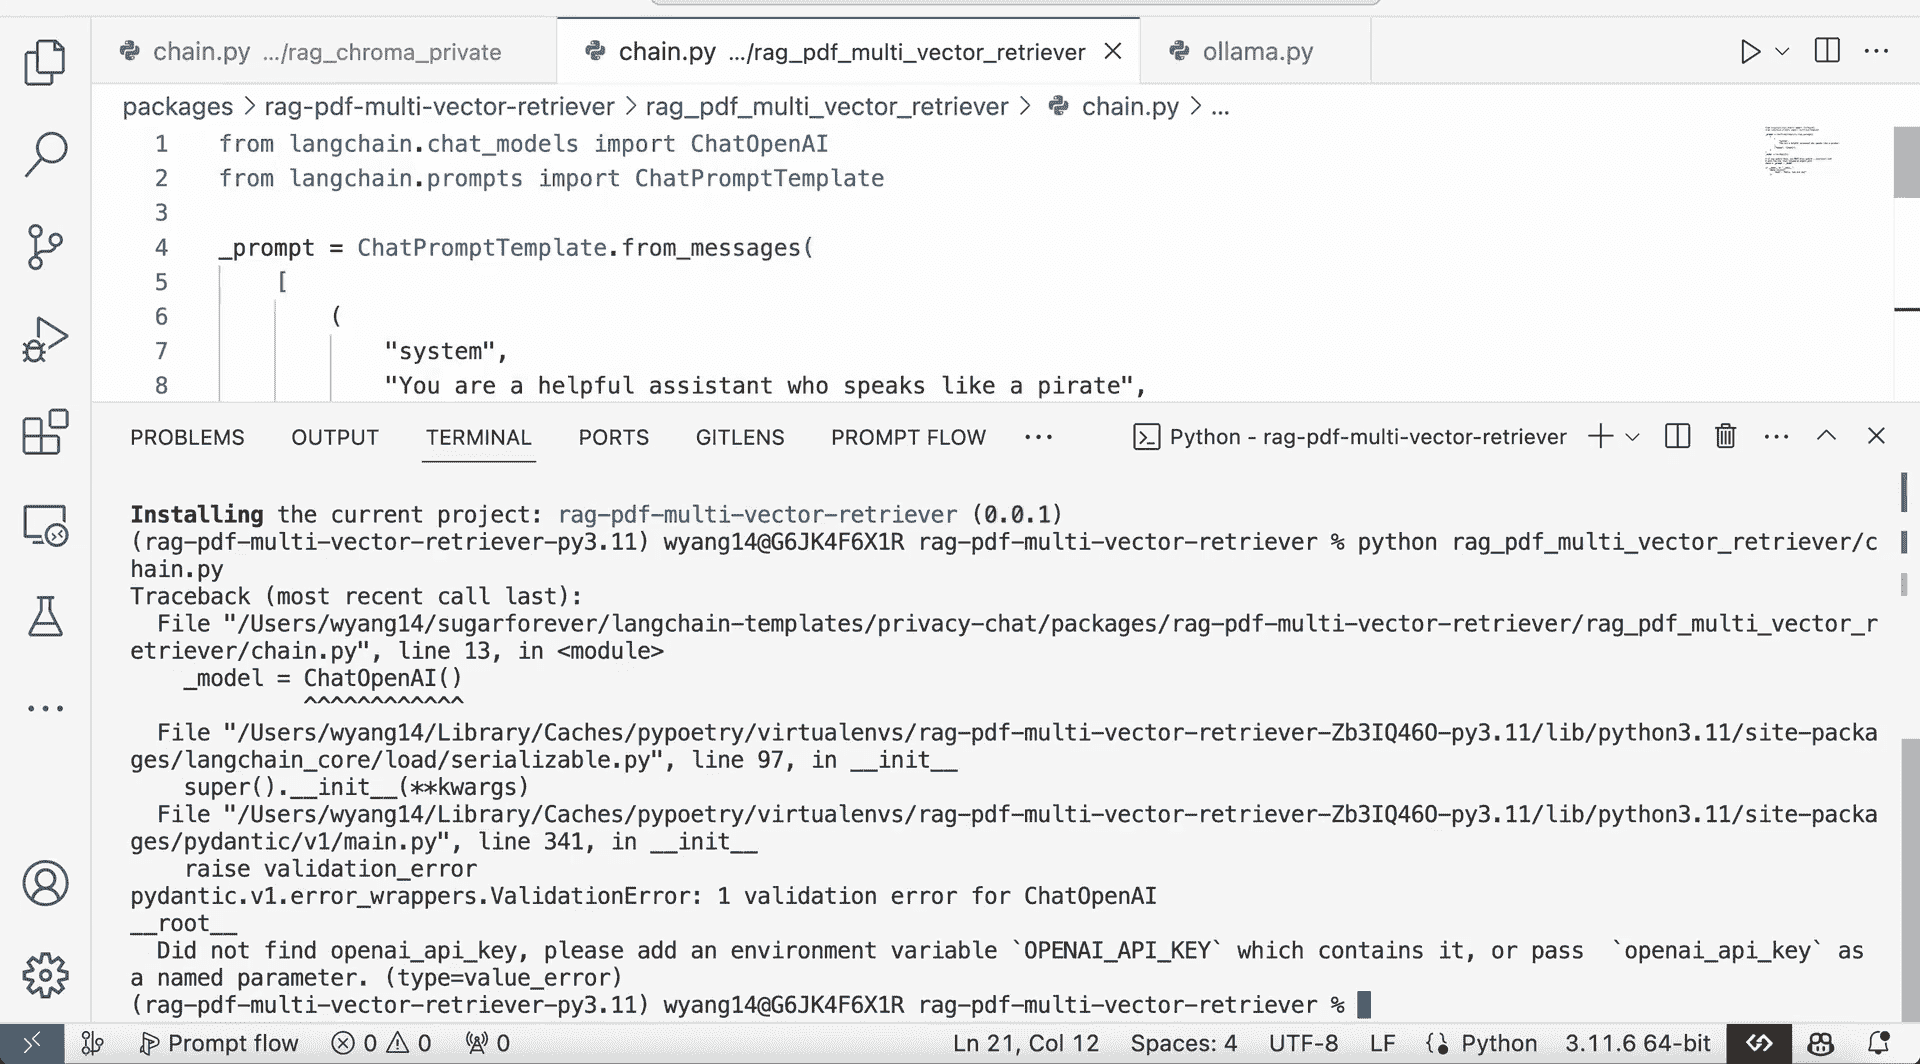 chain.py .../rag_chroma_private
chain.py .../rag_pdf_multi_vector_retriever
ollama.py
packages > rag-pdf-multi-vector-retriever > rag_pdf_multi_vector_retriever > chain.py > ...
1 from langchain.chat_models import ChatOpenAI
2 from langchain.prompts import ChatPromptTemplate
3
4 _prompt = ChatPromptTemplate.from_messages(
5 [
6 (
7 "system",
8 "You are a helpful assistant who speaks like a pirate",
PROBLEMS OUTPUT TERMINAL PORTS GITLENS PROMPT FLOW ... Python - rag-pdf-multi-vector-retriever
Installing the current project: rag-pdf-multi-vector-retriever (0.0.1)
(rag-pdf-multi-vector-retriever-py3.11) wyang14@G6JK4F6X1R rag-pdf-multi-vector-retriever % python rag_pdf_multi_vector_retriever/c
hain.py
Traceback (most recent call last):
File "/Users/wyang14/sugarforever/langchain-templates/privacy-chat/packages/rag-pdf-multi-vector-retriever/rag_pdf_multi_vector_r
etriever/chain.py", line 13, in <module>
_model = ChatOpenAI()
^^^^^^^^^^^^
File "/Users/wyang14/Library/Caches/pypoetry/virtualenvs/rag-pdf-multi-vector-retriever-Zb3IQ46O-py3.11/lib/python3.11/site-packa
ges/langchain_core/load/serializable.py", line 97, in __init__
super().__init__(**kwargs)
File "/Users/wyang14/Library/Caches/pypoetry/virtualenvs/rag-pdf-multi-vector-retriever-Zb3IQ46O-py3.11/lib/python3.11/site-packa
ges/pydantic/v1/main.py", line 341, in __init__
raise validation_error
pydantic.v1.error_wrappers.ValidationError: 1 validation error for ChatOpenAI
__root__
Did not find openai_api_key, please add an environment variable `OPENAI_API_KEY` which contains it, or pass  `openai_api_key` as
a named parameter. (type=value_error)
(rag-pdf-multi-vector-retriever-py3.11) wyang14@G6JK4F6X1R rag-pdf-multi-vector-retriever %
Prompt flow 0 0 0 Ln 21, Col 12 Spaces: 4 UTF-8 LF Python 3.11.6 64-bit